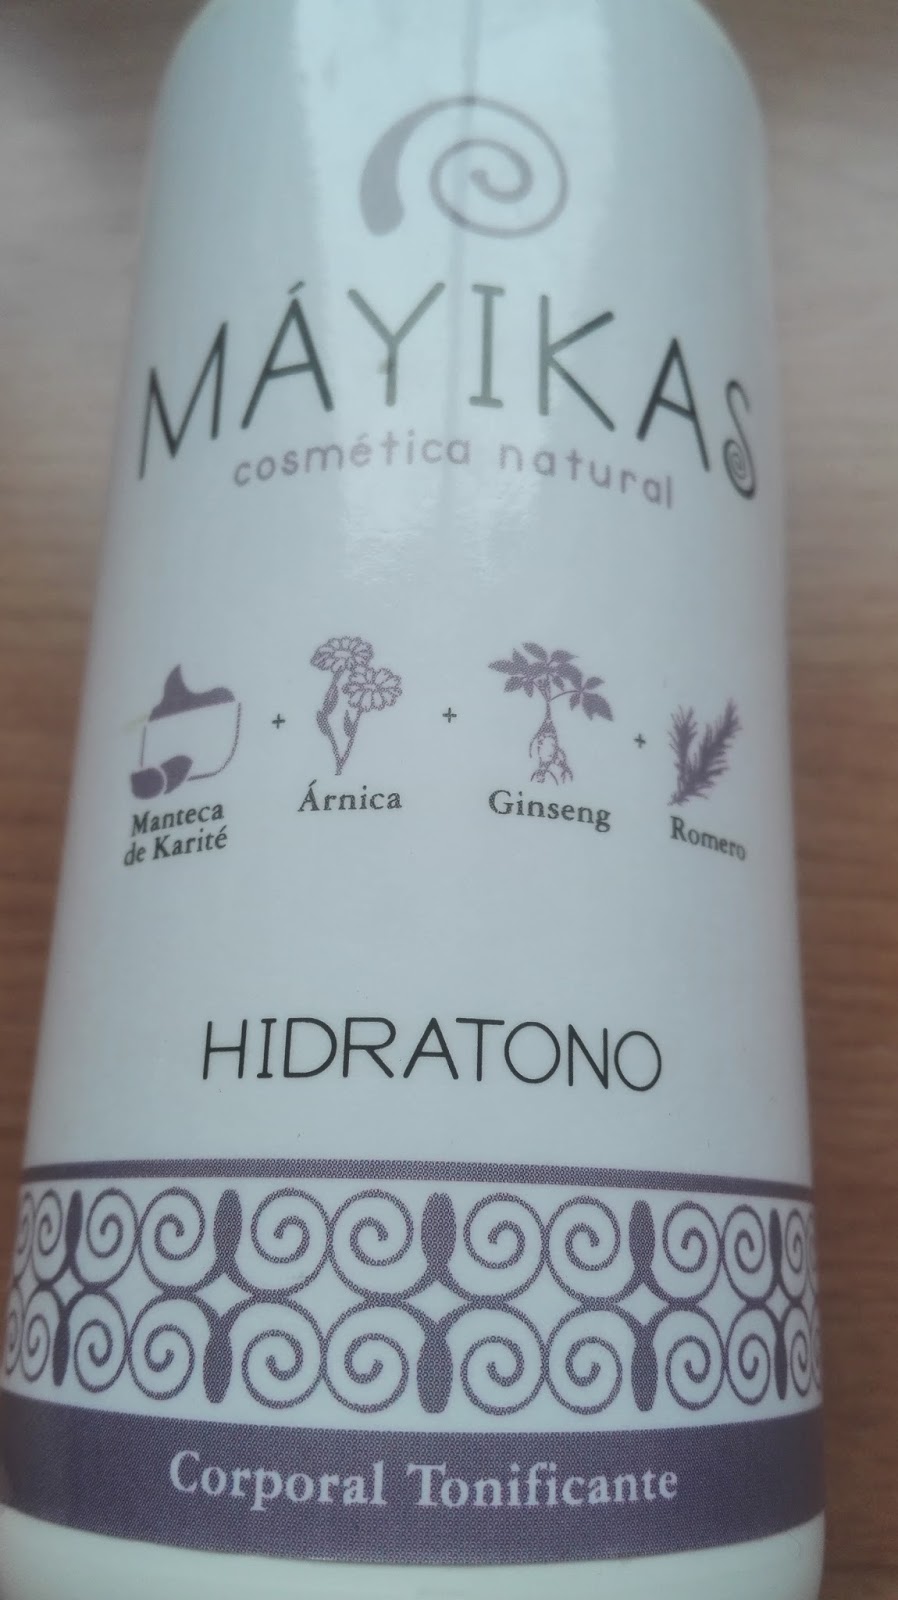 MÁYIKAS
cosmética natural
Manteca
de Karité
+
Árnica
+
Ginseng
+
Romero
HIDRATONO
Corporal Tonificante